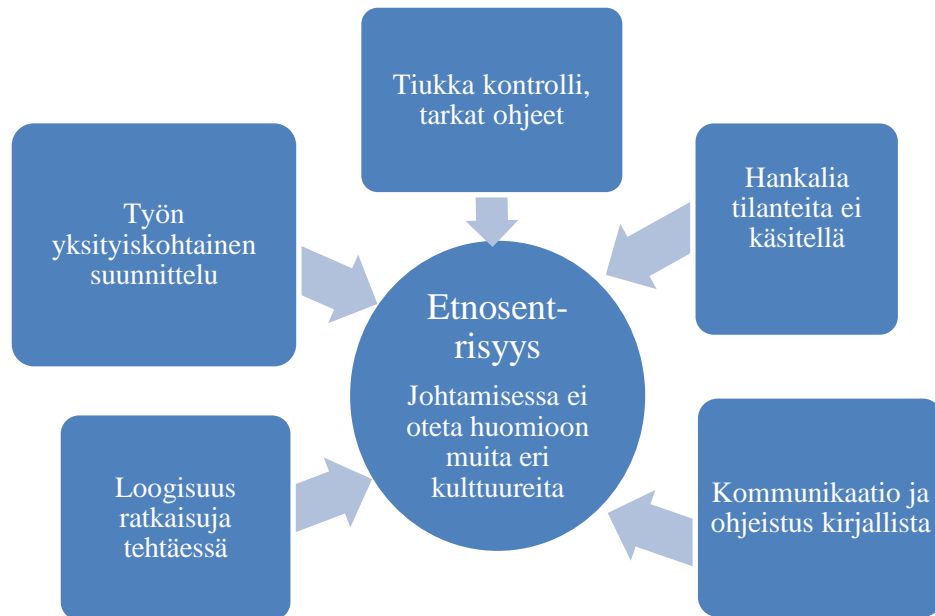 Tiukka kontrolli,
tarkat ohjeet
Työn
yksityiskohtainen
suunnittelu
Hankalia
tilanteita ei
käsitellä
Etnosent-
risyys
Johtamisessa ei
oteta huomioon
muita eri
kulttuureita
Loogisuus
ratkaisuja
tehtäessä
Kommunikaatio ja
ohjeistus kirjallista